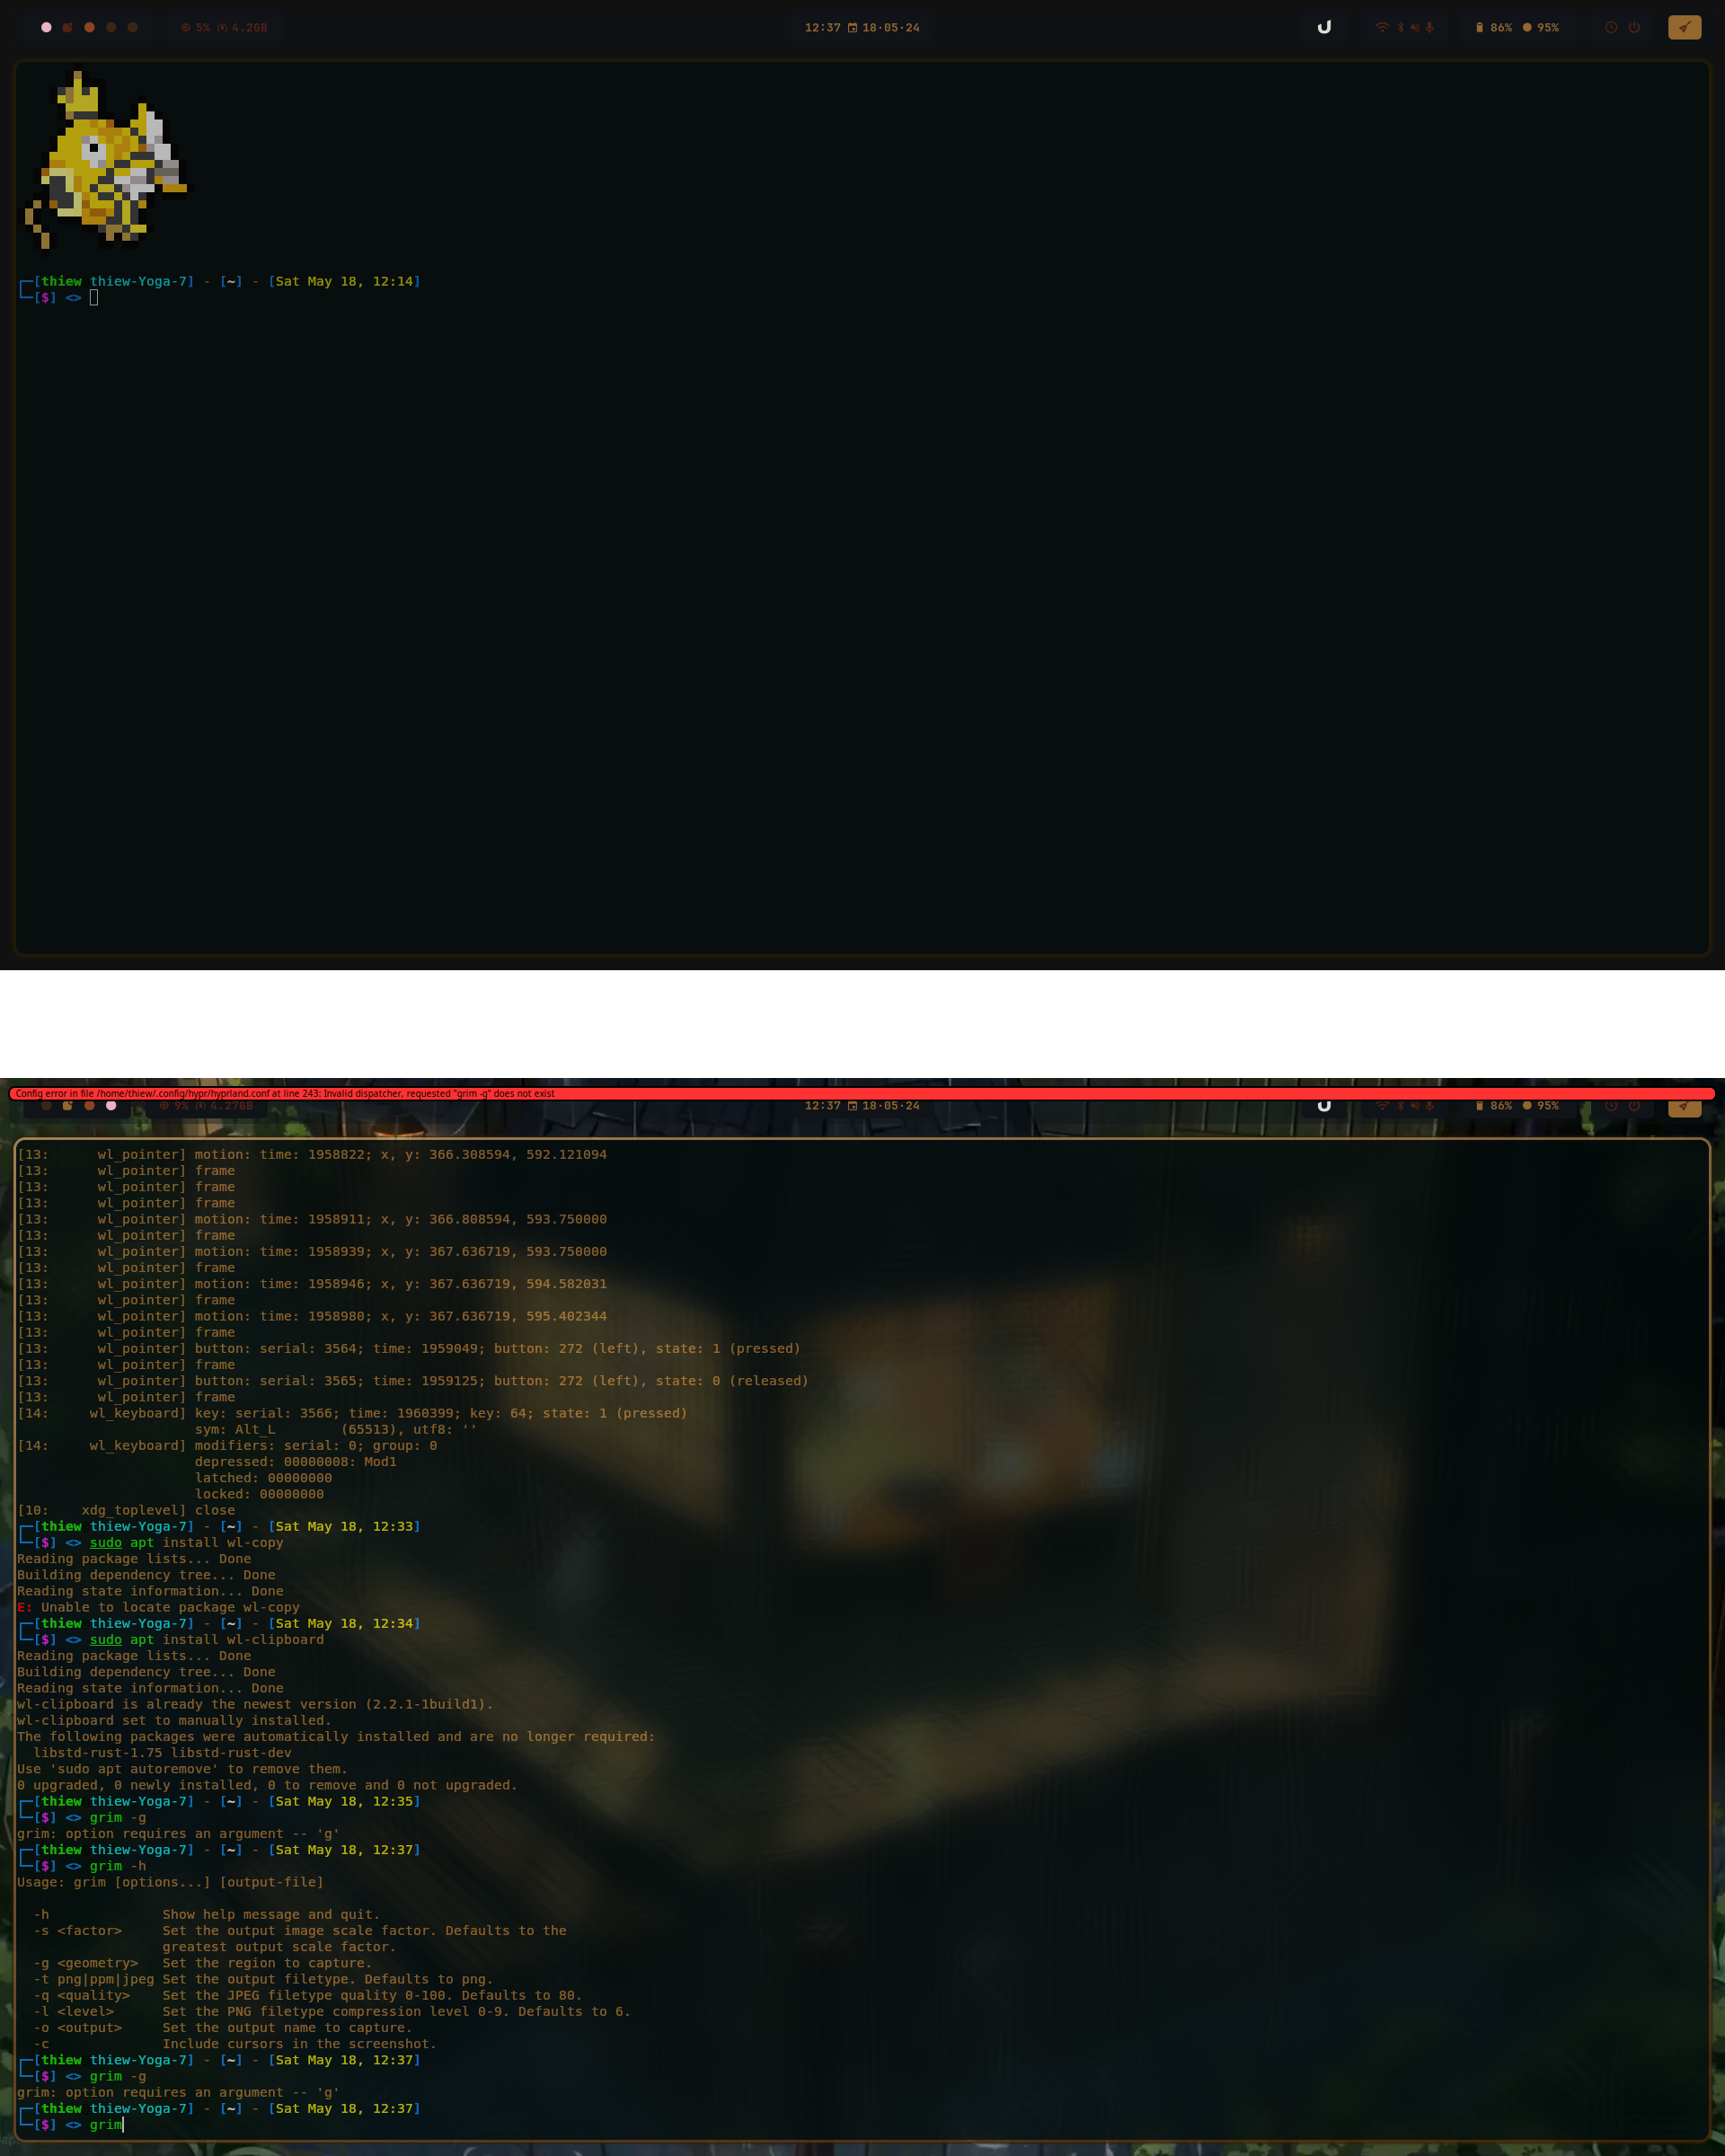 5% 4.2GB 12:37 18·05·24 86% 95%
┌─[thiew thiew-Yoga-7] - [~] - [Sat May 18, 12:14]
└─[$] <>
Config error in file /home/thiew/.config/hypr/hyprland.conf at line 243: Invalid dispatcher, requested "grim -g" does not exist
9% 4.27GB 12:37 18·05·24 86% 95%
[13:      wl_pointer] motion: time: 1958822; x, y: 366.308594, 592.121094
[13:      wl_pointer] frame
[13:      wl_pointer] frame
[13:      wl_pointer] frame
[13:      wl_pointer] motion: time: 1958911; x, y: 366.808594, 593.750000
[13:      wl_pointer] frame
[13:      wl_pointer] motion: time: 1958939; x, y: 367.636719, 593.750000
[13:      wl_pointer] frame
[13:      wl_pointer] motion: time: 1958946; x, y: 367.636719, 594.582031
[13:      wl_pointer] frame
[13:      wl_pointer] motion: time: 1958980; x, y: 367.636719, 595.402344
[13:      wl_pointer] frame
[13:      wl_pointer] button: serial: 3564; time: 1959049; button: 272 (left), state: 1 (pressed)
[13:      wl_pointer] frame
[13:      wl_pointer] button: serial: 3565; time: 1959125; button: 272 (left), state: 0 (released)
[13:      wl_pointer] frame
[14:     wl_keyboard] key: serial: 3566; time: 1960399; key: 64; state: 1 (pressed)
                      sym: Alt_L        (65513), utf8: ''
[14:     wl_keyboard] modifiers: serial: 0; group: 0
                      depressed: 00000008: Mod1
                      latched: 00000000
                      locked: 00000000
[10:    xdg_toplevel] close
┌─[thiew thiew-Yoga-7] - [~] - [Sat May 18, 12:33]
└─[$] <> sudo apt install wl-copy
Reading package lists... Done
Building dependency tree... Done
Reading state information... Done
E: Unable to locate package wl-copy
┌─[thiew thiew-Yoga-7] - [~] - [Sat May 18, 12:34]
└─[$] <> sudo apt install wl-clipboard
Reading package lists... Done
Building dependency tree... Done
Reading state information... Done
wl-clipboard is already the newest version (2.2.1-1build1).
wl-clipboard set to manually installed.
The following packages were automatically installed and are no longer required:
  libstd-rust-1.75 libstd-rust-dev
Use 'sudo apt autoremove' to remove them.
0 upgraded, 0 newly installed, 0 to remove and 0 not upgraded.
┌─[thiew thiew-Yoga-7] - [~] - [Sat May 18, 12:35]
└─[$] <> grim -g
grim: option requires an argument -- 'g'
┌─[thiew thiew-Yoga-7] - [~] - [Sat May 18, 12:37]
└─[$] <> grim -h
Usage: grim [options...] [output-file]
  -h              Show help message and quit.
  -s <factor>     Set the output image scale factor. Defaults to the
                  greatest output scale factor.
  -g <geometry>   Set the region to capture.
  -t png|ppm|jpeg Set the output filetype. Defaults to png.
  -q <quality>    Set the JPEG filetype quality 0-100. Defaults to 80.
  -l <level>      Set the PNG filetype compression level 0-9. Defaults to 6.
  -o <output>     Set the output name to capture.
  -c              Include cursors in the screenshot.
┌─[thiew thiew-Yoga-7] - [~] - [Sat May 18, 12:37]
└─[$] <> grim -g
grim: option requires an argument -- 'g'
┌─[thiew thiew-Yoga-7] - [~] - [Sat May 18, 12:37]
└─[$] <> grim